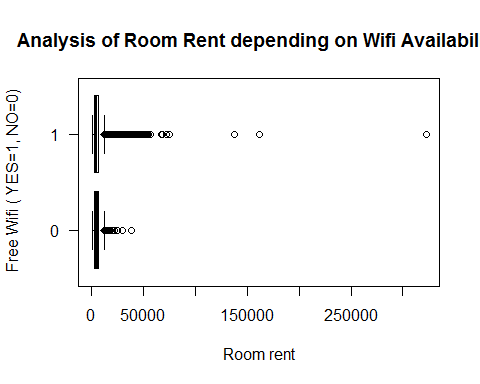 Analysis of Room Rent depending on Wifi Availabil
Free Wifi ( YES=1, NO=0)
1
0
0
50000
150000
250000
Room rent